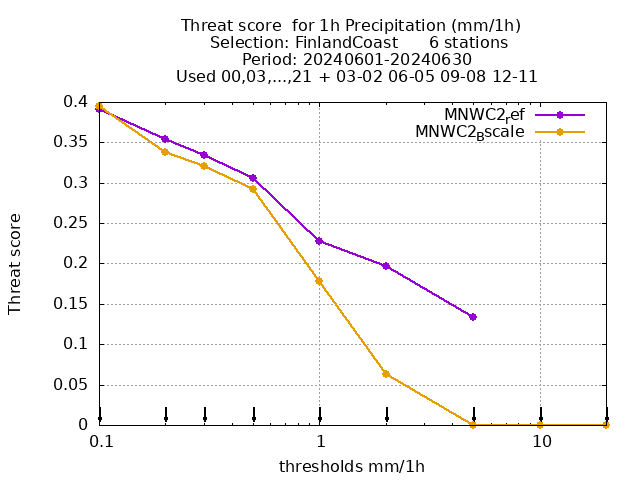 Threat score  for 1h Precipitation (mm/1h)
Selection: FinlandCoast      6 stations
Period: 20240601-20240630
Used 00,03,...,21 + 03-02 06-05 09-08 12-11
MNWC2ref
MNWC2Bscale
0.4
0.35
0.3
0.25
0.2
0.15
0.1
0.05
0
Threat score
0.1 1 10
thresholds mm/1h